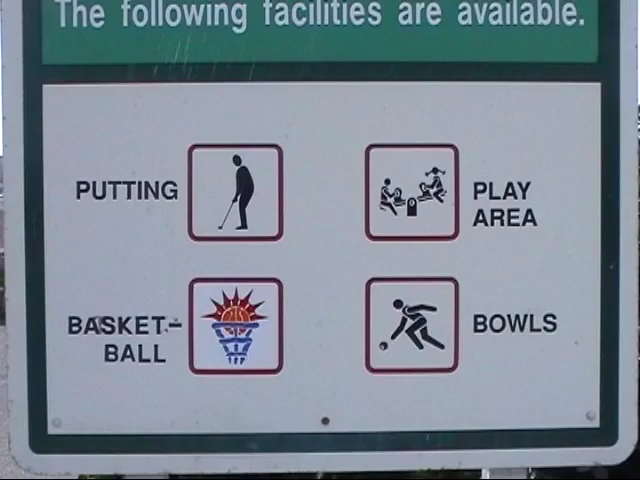 The following facilities are available.
PUTTING
PLAY
AREA
BASKET-
BALL
BOWLS